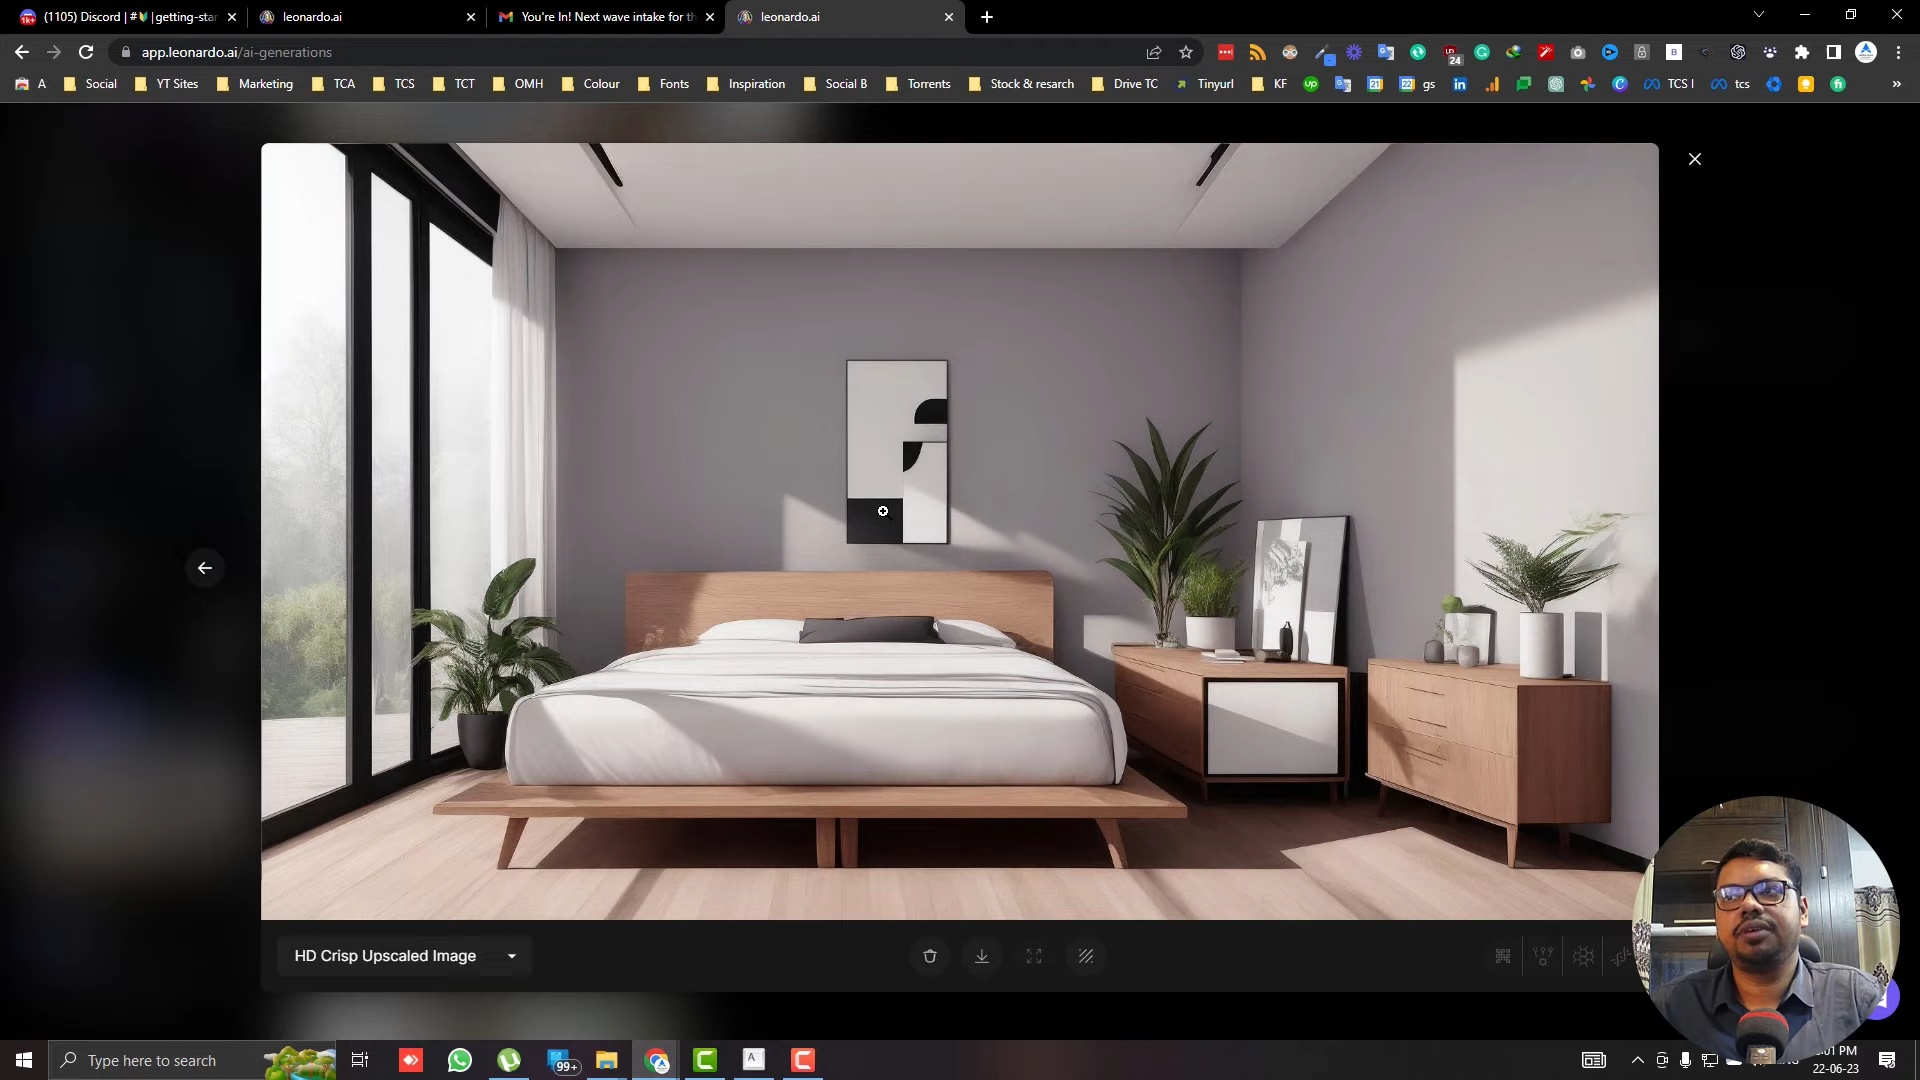 (1105) Discord | #🔰 | getting-star
leonardo.ai
You're In! Next wave intake for th
leonardo.ai
app.leonardo.ai/ai-generations
24
A
Social
YT Sites
Marketing
TCA
TCS
TCT
OMH
Colour
Fonts
Inspiration
Social B
Torrents
Stock & resarch
Drive TC
Tinyurl
KF
gs
TCS I
tcs
HD Crisp Upscaled Image
Type here to search
99+
22-06-23